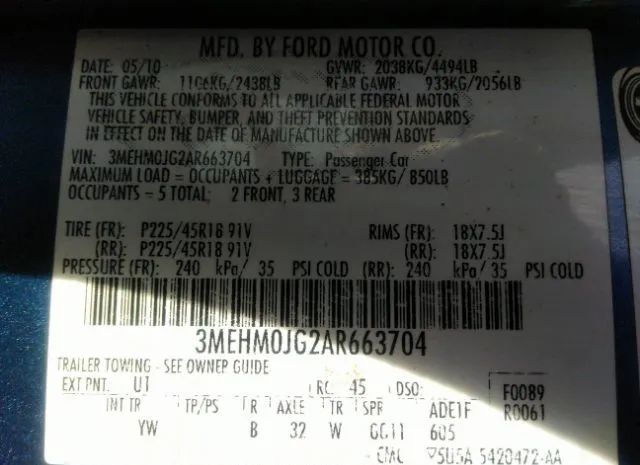 MFD. BY FORD MOTOR CO.
DATE: 05/10 GVWR: 2038KG/4494LB
FRONT GAWR: 1106KG/2438LB REAR GAWR: 933KG/2056LB
THIS VEHICLE CONFORMS TO ALL APPLICABLE FEDERAL MOTOR
VEHICLE SAFETY, BUMPER, AND THEFT PREVENTION STANDARDS
IN EFFECT ON THE DATE OF MANUFACTURE SHOWN ABOVE.
VIN: 3MEHM0JG2AR663704 TYPE: Passenger Car
MAXIMUM LOAD = OCCUPANTS + LUGGAGE = 385KG/ 850LB
OCCUPANTS = 5 TOTAL: 2 FRONT, 3 REAR
TIRE (FR): P225/45R18 91V RIMS (FR): 18X7.5J
(RR): P225/45R18 91V (RR): 18X7.5J
PRESSURE (FR): 240 kPa/ 35 PSI COLD (RR): 240 kPa/ 35 PSI COLD
3MEHM0JG2AR663704
TRAILER TOWING - SEE OWNER GUIDE
EXT PNT: U1 RC: 45 DSO: F0089
INT TR TP/PS R AXLE TR SPR ADE1F R0061
YW B 32 W GG11 605
5U5A 5420472-AA